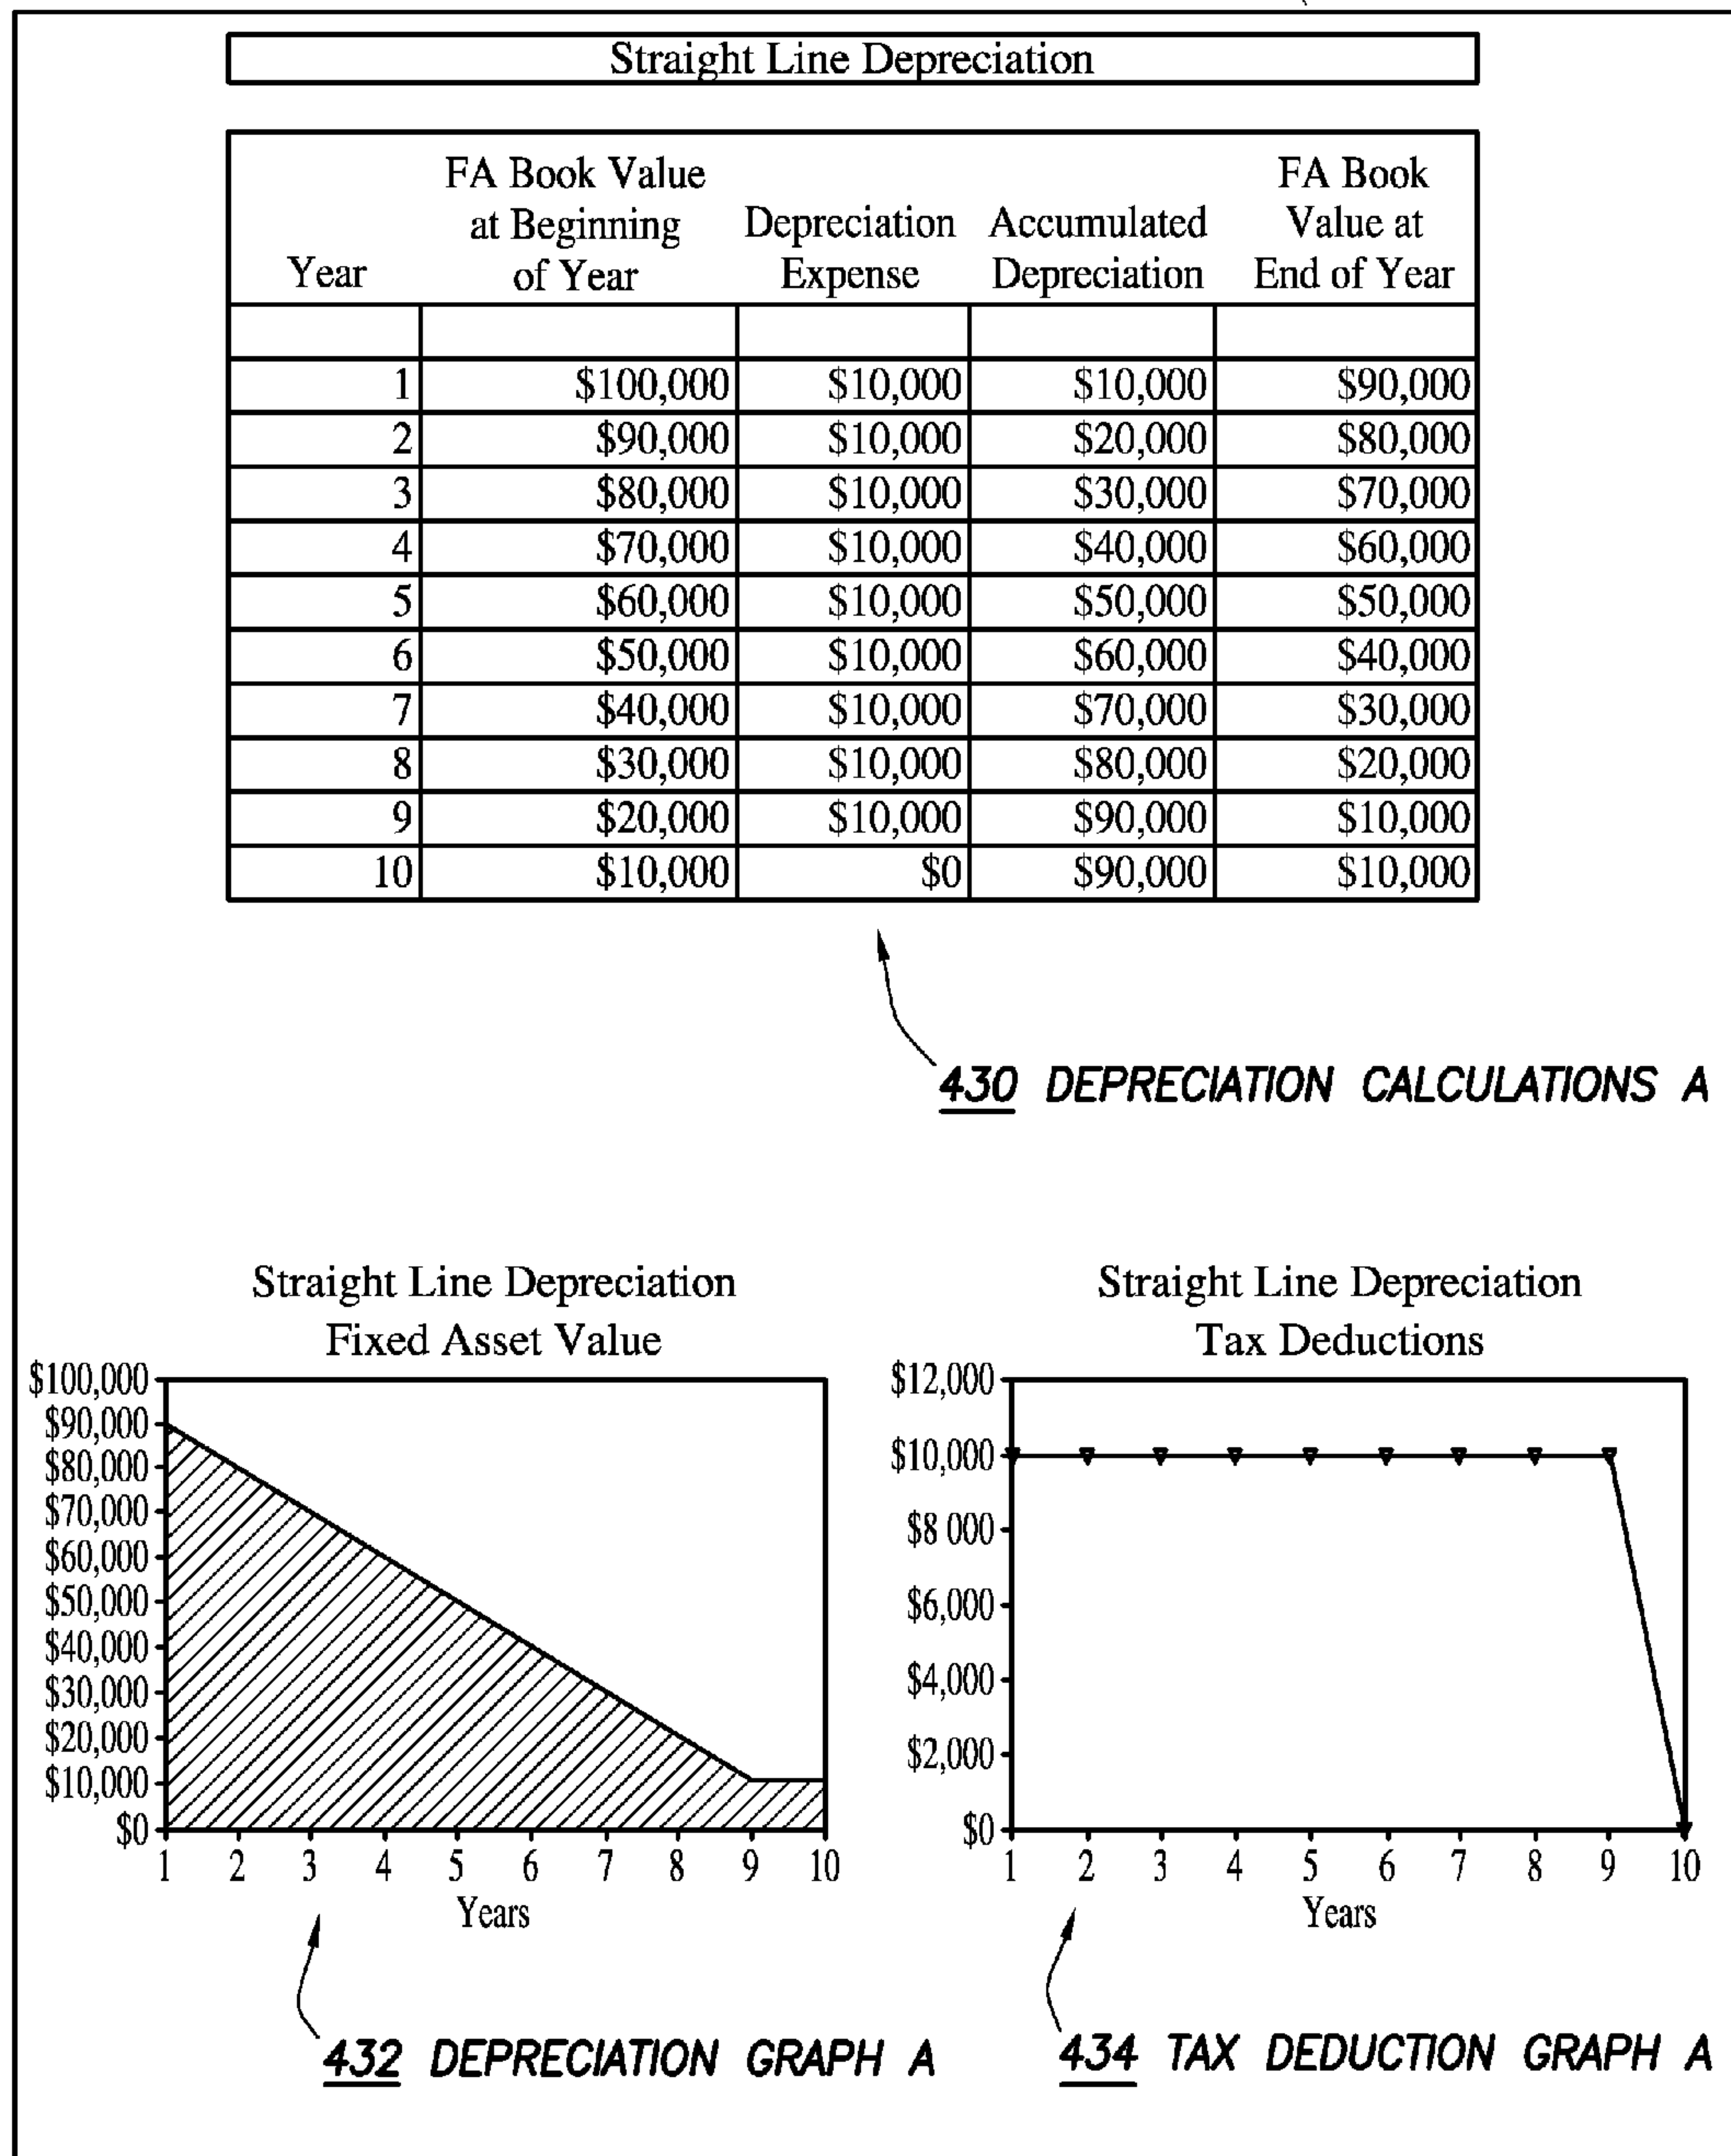 Straight Line Depreciation
Year FA Book Value at Beginning of Year Depreciation Expense Accumulated Depreciation FA Book Value at End of Year
1 $100,000 $10,000 $10,000 $90,000
2 $90,000 $10,000 $20,000 $80,000
3 $80,000 $10,000 $30,000 $70,000
4 $70,000 $10,000 $40,000 $60,000
5 $60,000 $10,000 $50,000 $50,000
6 $50,000 $10,000 $60,000 $40,000
7 $40,000 $10,000 $70,000 $30,000
8 $30,000 $10,000 $80,000 $20,000
9 $20,000 $10,000 $90,000 $10,000
10 $10,000 $0 $90,000 $10,000
430 DEPRECIATION CALCULATIONS A
Straight Line Depreciation
Fixed Asset Value
$100,000
$90,000
$80,000
$70,000
$60,000
$50,000
$40,000
$30,000
$20,000
$10,000
$0
1 2 3 4 5 6 7 8 9 10
Years
432 DEPRECIATION GRAPH A
Straight Line Depreciation
Tax Deductions
$12,000
$10,000
$8 000
$6,000
$4,000
$2,000
$0
1 2 3 4 5 6 7 8 9 10
Years
434 TAX DEDUCTION GRAPH A